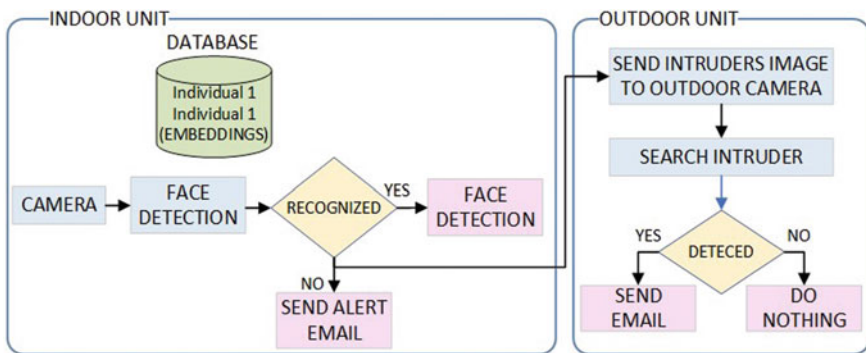 INDOOR UNIT
DATABASE
Individual 1
Individual 1
(EMBEDDINGS)
CAMERA
FACE
DETECTION
RECOGNIZED
YES
FACE
DETECTION
NO
SEND ALERT
EMAIL
OUTDOOR UNIT
SEND INTRUDERS IMAGE
TO OUTDOOR CAMERA
SEARCH INTRUDER
DETECED
YES
NO
SEND
EMAIL
DO
NOTHING